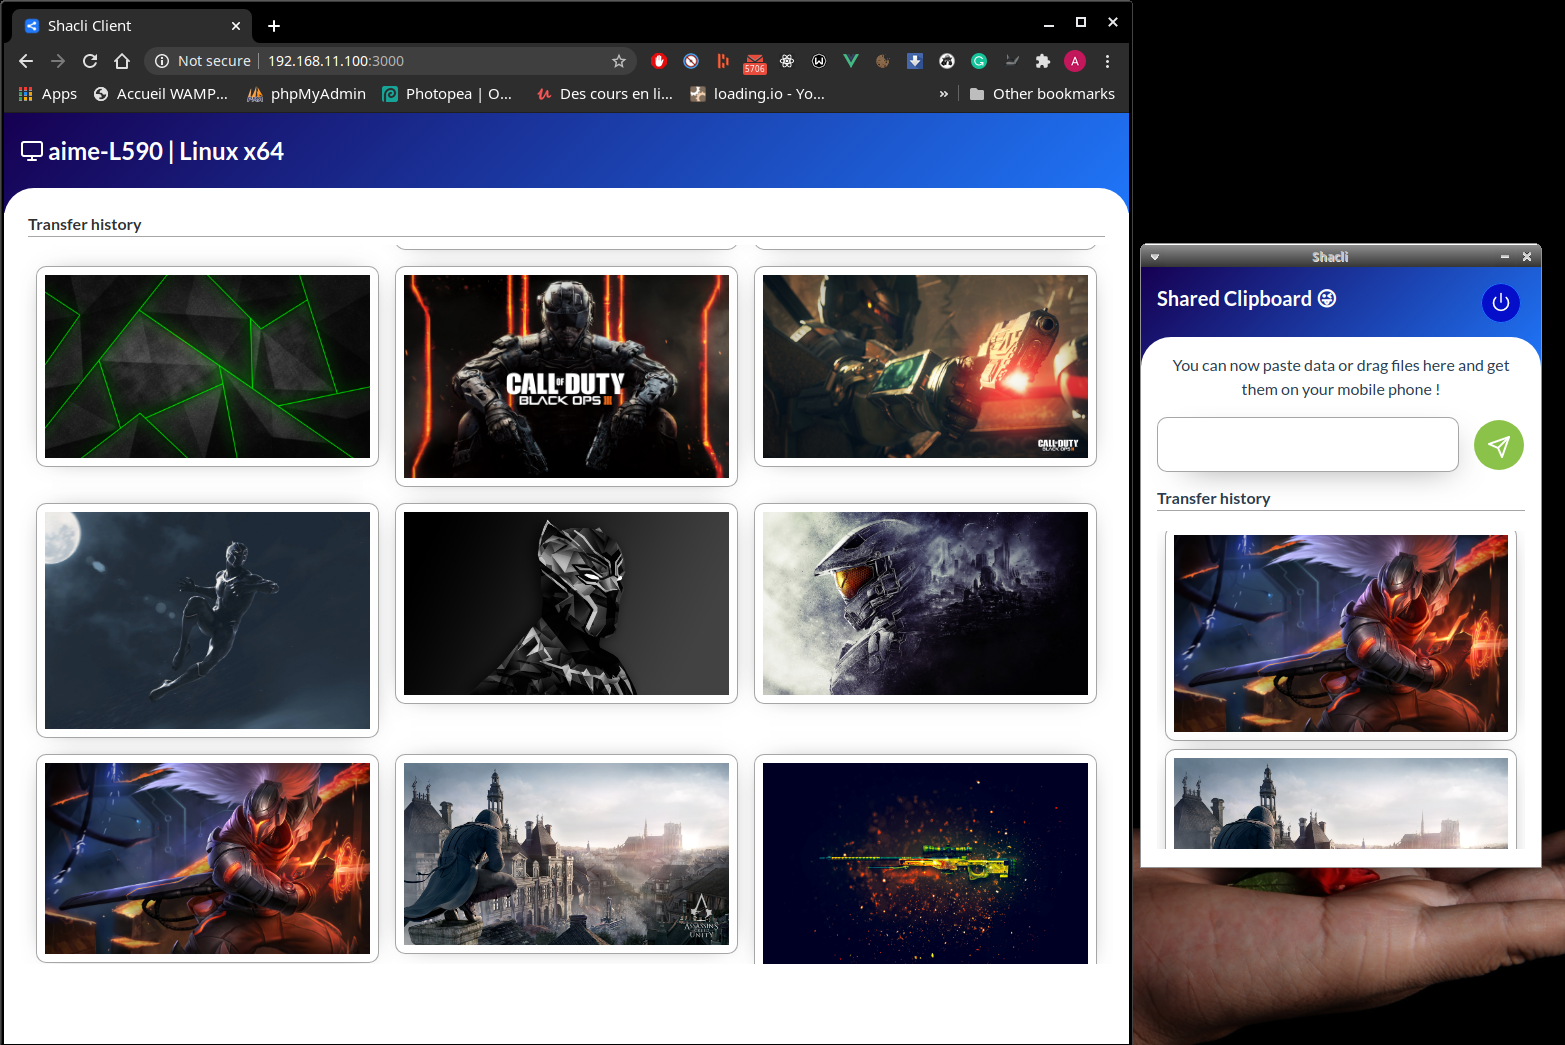 Shacli Client
Not secure
192.168.11.100:3000
5706
A
Apps
Accueil WAMP...
phpMyAdmin
Photopea | O...
Des cours en li...
loading.io - Yo...
»
Other bookmarks
aime-L590 | Linux x64
Transfer history
CALL OF DUTY
BLACK OPS III
CALL OF DUTY
BLACK OPS III
ASSASSIN'S
CREED
UNITY
Shacli
Shared Clipboard 😜
You can now paste data or drag files here and get
them on your mobile phone !
Transfer history